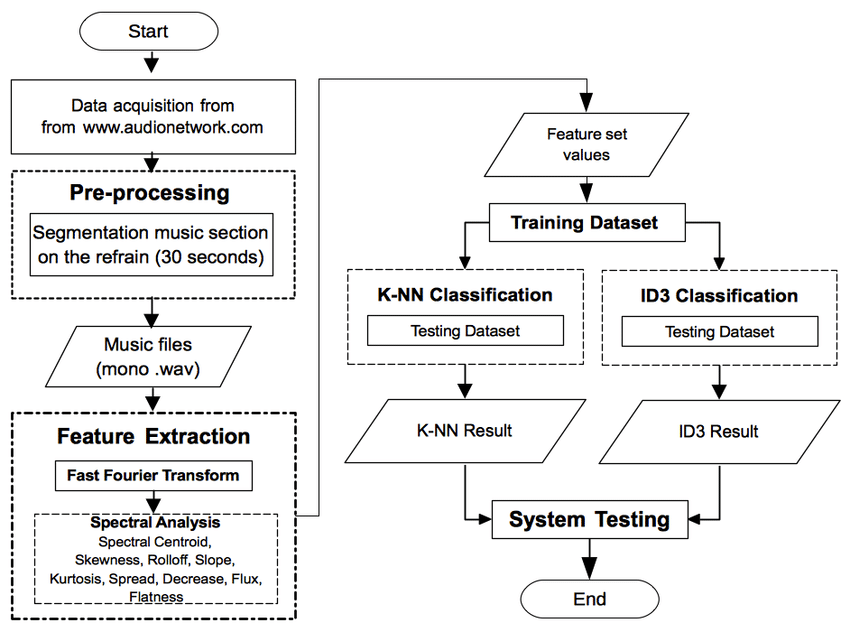 Start
Data acquisition from
from www.audionetwork.com
Pre-processing
Segmentation music section
on the refrain (30 seconds)
Music files
(mono .wav)
Feature Extraction
Fast Fourier Transform
Spectral Analysis
Spectral Centroid,
Skewness, Rolloff, Slope,
Kurtosis, Spread, Decrease, Flux,
Flatness
Feature set
values
Training Dataset
K-NN Classification
Testing Dataset
ID3 Classification
Testing Dataset
K-NN Result
ID3 Result
System Testing
End